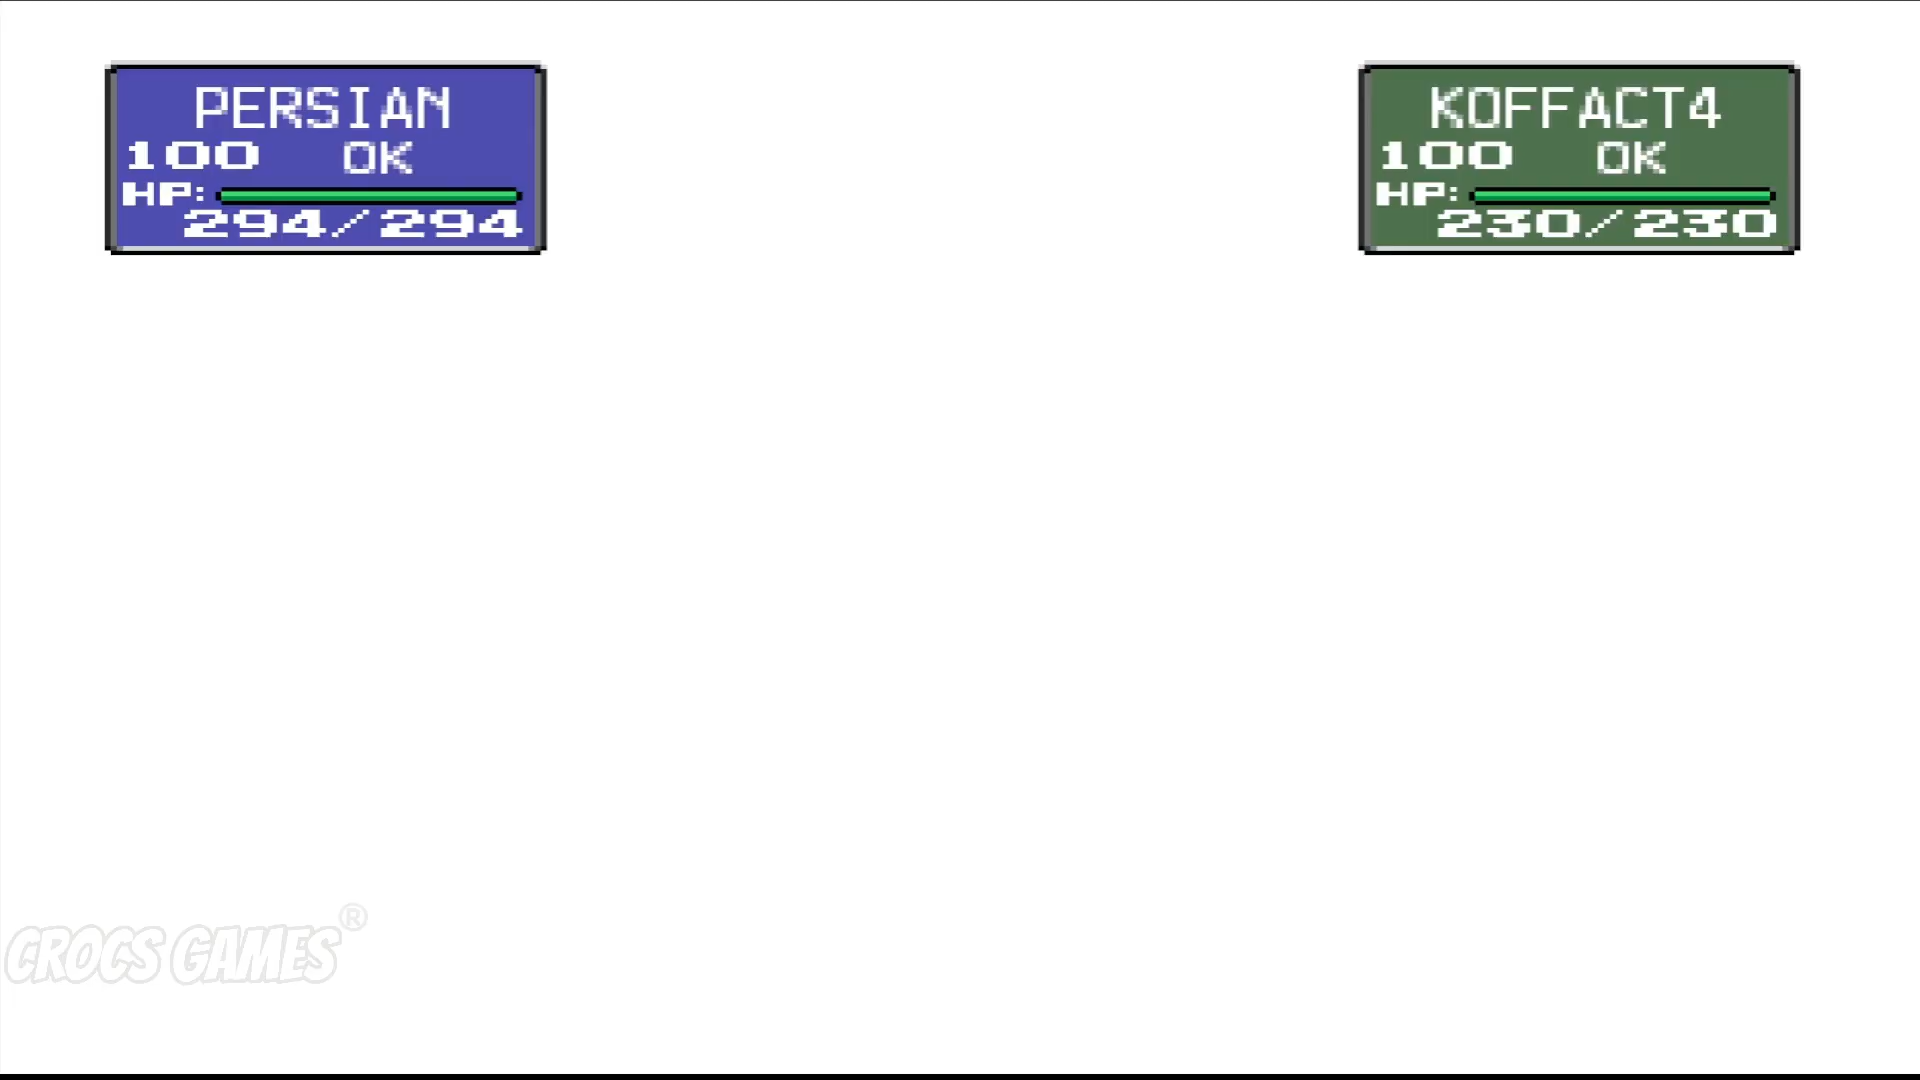 PERSIAN
100 OK
HP:
294/294
KOFFACT4
100 OK
HP:
230/230
CROCS GAMES®